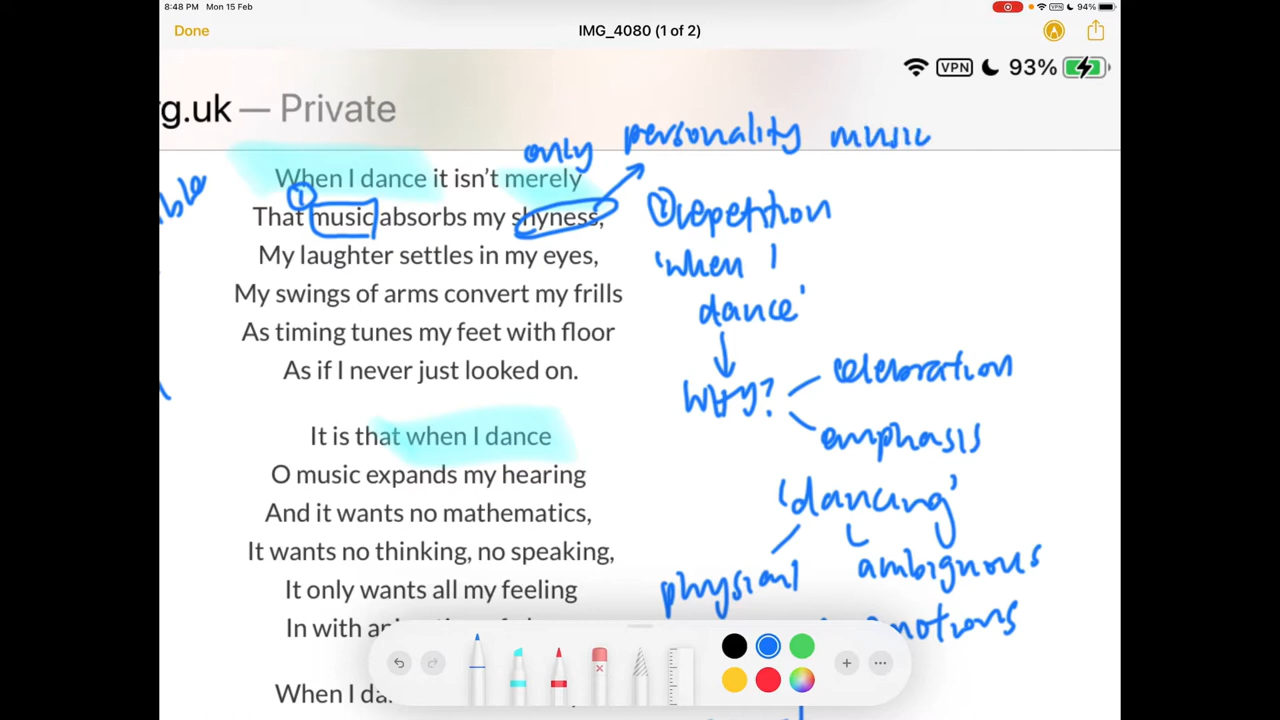 8:48 PM Mon 15 Feb
VPN 94%
Done
IMG_4080 (1 of 2)
VPN 93%
rg.uk — Private
only personality music
When I dance it isn't merely
1
That music absorbs my shyness,
My laughter settles in my eyes,
My swings of arms convert my frills
As timing tunes my feet with floor
As if I never just looked on.
It is that when I dance
O music expands my hearing
And it wants no mathematics,
It wants no thinking, no speaking,
It only wants all my feeling
In with
When I da
repetition
'when I
dance'
WHY?
celebration
emphasis
'dancing'
physical
ambiguous
emotions